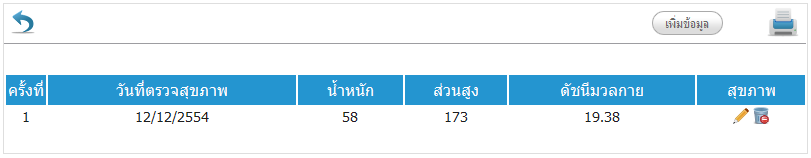 เพิ่มข้อมูล
ครั้งที่ วันที่ตรวจสุขภาพ น้ำหนัก ส่วนสูง ดัชนีมวลกาย สุขภาพ
1 12/12/2554 58 173 19.38